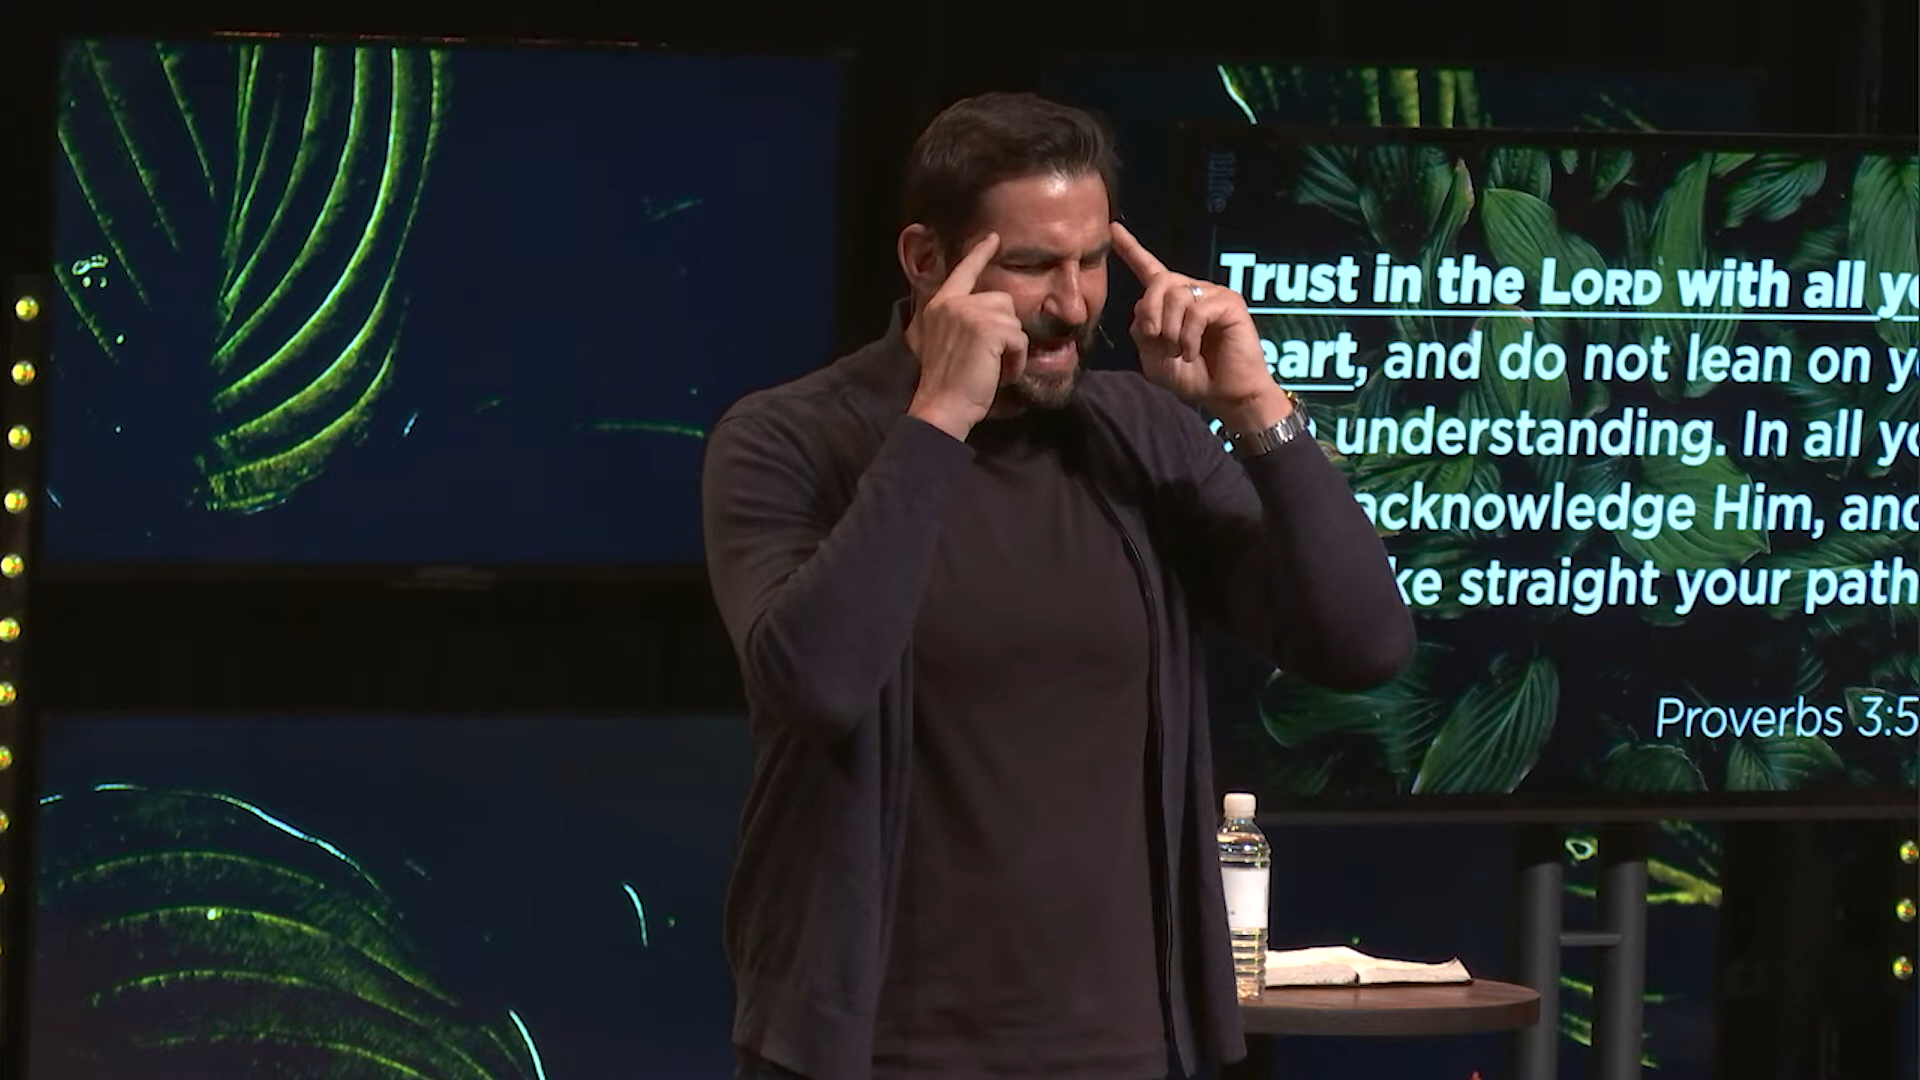 Trust in the LORD with all
eart, and do not lean on
understanding. In all
acknowledge Him, and
ke straight your path
Proverbs 3:5